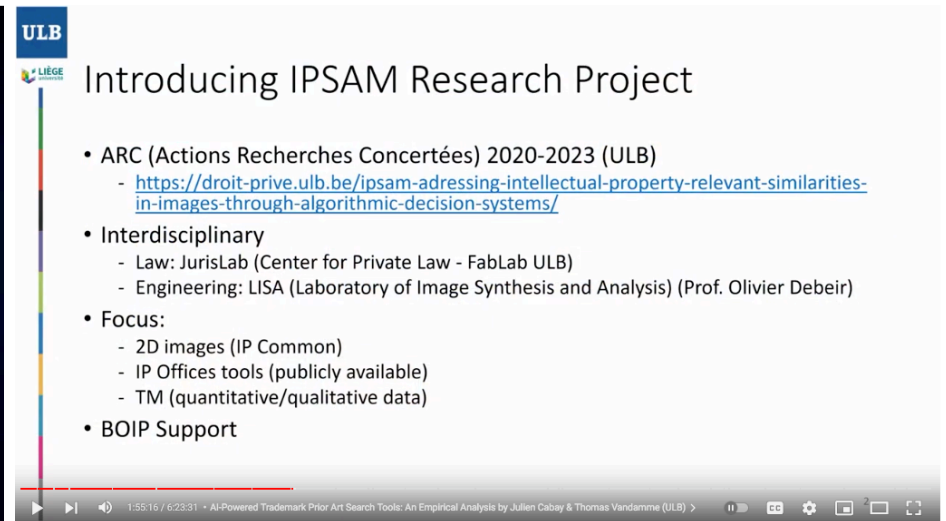 ULB
LIÈGE
université
Introducing IPSAM Research Project
• ARC (Actions Recherches Concertées) 2020-2023 (ULB)
- https://droit-prive.ulb.be/ipsam-adressing-intellectual-property-relevant-similarities-
in-images-through-algorithmic-decision-systems/
• Interdisciplinary
- Law: JurisLab (Center for Private Law - FabLab ULB)
- Engineering: LISA (Laboratory of Image Synthesis and Analysis) (Prof. Olivier Debeir)
• Focus:
- 2D images (IP Common)
- IP Offices tools (publicly available)
- TM (quantitative/qualitative data)
• BOIP Support
1:55:16 / 6:23:31 • AI-Powered Trademark Prior Art Search Tools: An Empirical Analysis by Julien Cabay & Thomas Vandamme (ULB) > CC 2